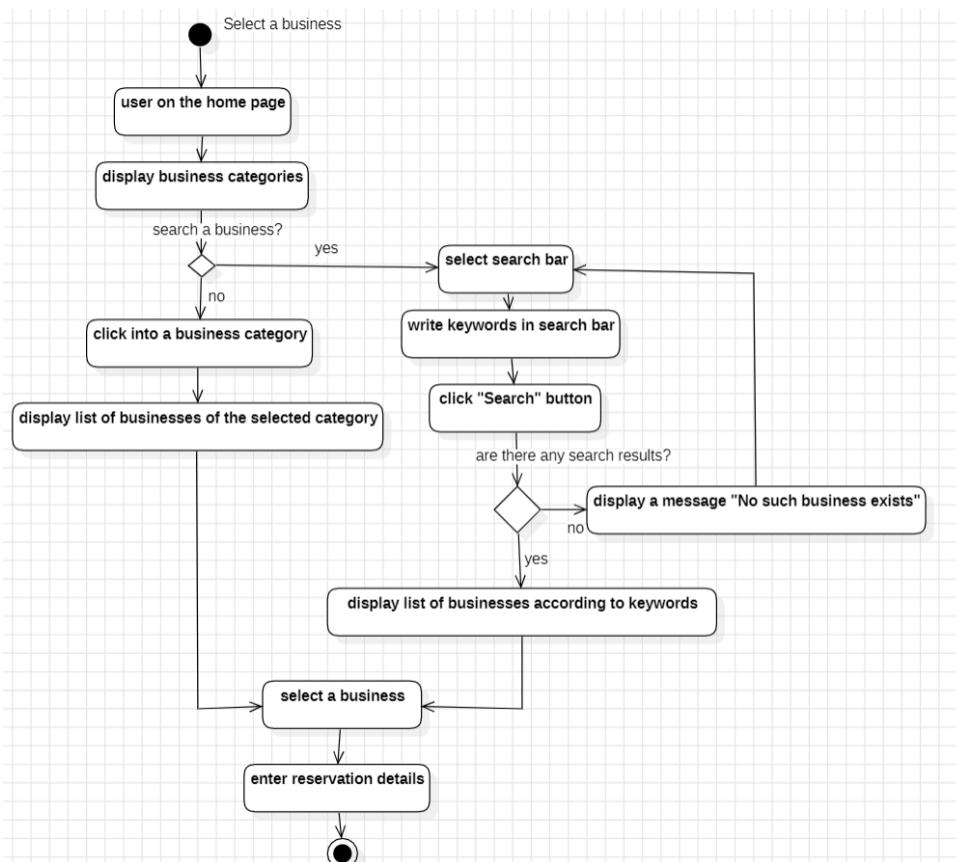 Select a business
user on the home page
display business categories
search a business?
yes
select search bar
no
write keywords in search bar
click into a business category
click "Search" button
display list of businesses of the selected category
are there any search results?
display a message "No such business exists"
no
yes
display list of businesses according to keywords
select a business
enter reservation details